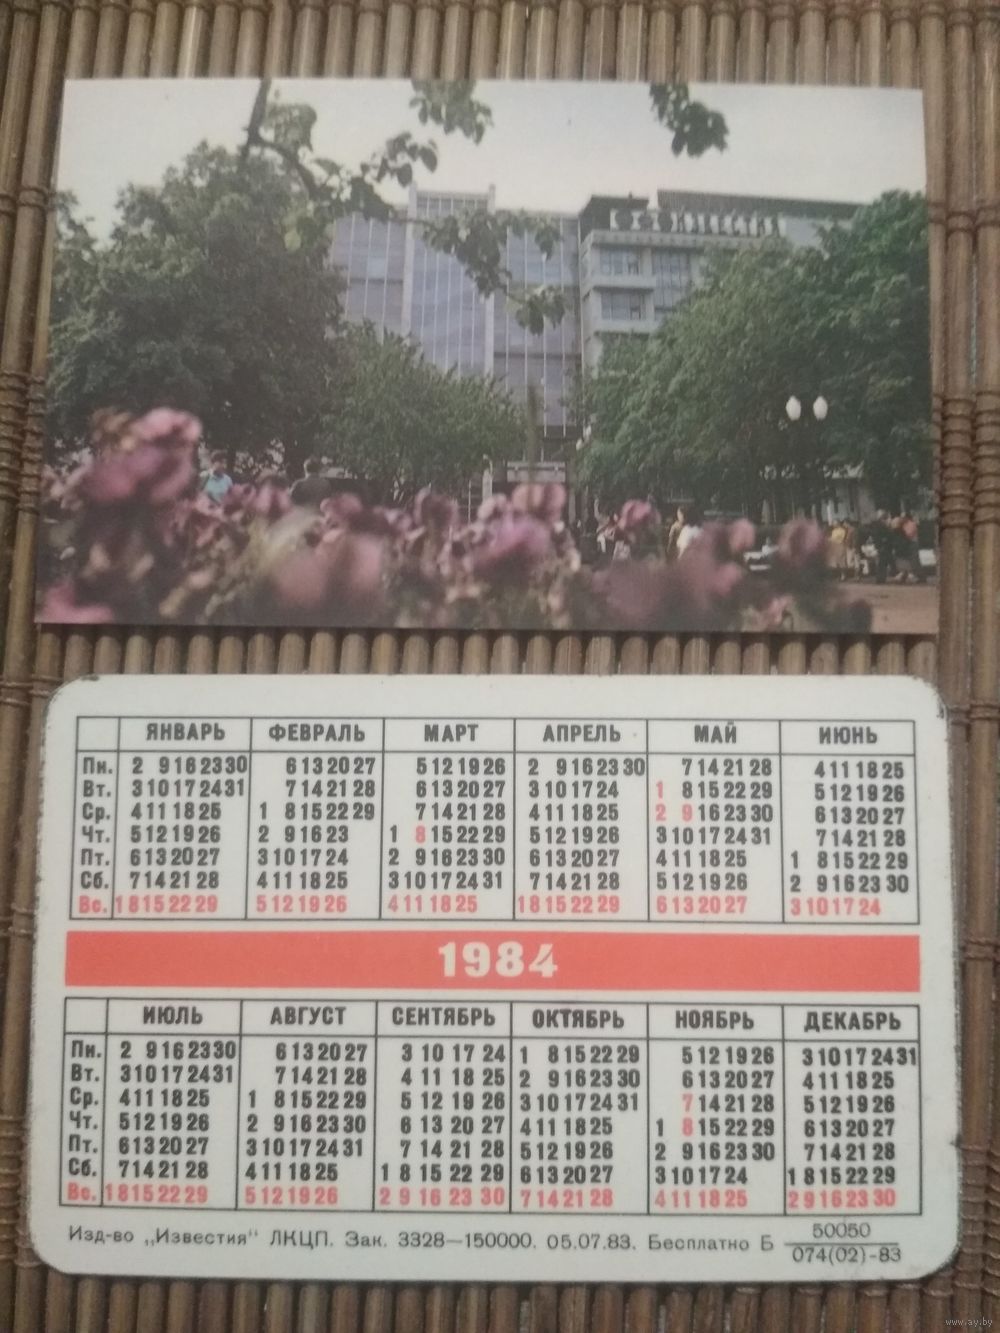 ИЗВЕСТИЯ
ЯНВАРЬ ФЕВРАЛЬ МАРТ АПРЕЛЬ МАЙ ИЮНЬ
Пн. 2 9 16 23 30 6 13 20 27 5 12 19 26 2 9 16 23 30 7 14 21 28 4 11 18 25
Вт. 3 10 17 24 31 7 14 21 28 6 13 20 27 3 10 17 24 1 8 15 22 29 5 12 19 26
Ср. 4 11 18 25 1 8 15 22 29 7 14 21 28 4 11 18 25 2 9 16 23 30 6 13 20 27
Чт. 5 12 19 26 2 9 16 23 1 8 15 22 29 5 12 19 26 3 10 17 24 31 7 14 21 28
Пт. 6 13 20 27 3 10 17 24 2 9 16 23 30 6 13 20 27 4 11 18 25 1 8 15 22 29
Сб. 7 14 21 28 4 11 18 25 3 10 17 24 31 7 14 21 28 5 12 19 26 2 9 16 23 30
Вс. 1 8 15 22 29 5 12 19 26 4 11 18 25 1 8 15 22 29 6 13 20 27 3 10 17 24
1984
ИЮЛЬ АВГУСТ СЕНТЯБРЬ ОКТЯБРЬ НОЯБРЬ ДЕКАБРЬ
Пн. 2 9 16 23 30 6 13 20 27 3 10 17 24 1 8 15 22 29 5 12 19 26 3 10 17 24 31
Вт. 3 10 17 24 31 7 14 21 28 4 11 18 25 2 9 16 23 30 6 13 20 27 4 11 18 25
Ср. 4 11 18 25 1 8 15 22 29 5 12 19 26 3 10 17 24 31 7 14 21 28 5 12 19 26
Чт. 5 12 19 26 2 9 16 23 30 6 13 20 27 4 11 18 25 1 8 15 22 29 6 13 20 27
Пт. 6 13 20 27 3 10 17 24 31 7 14 21 28 5 12 19 26 2 9 16 23 30 7 14 21 28
Сб. 7 14 21 28 4 11 18 25 1 8 15 22 29 6 13 20 27 3 10 17 24 1 8 15 22 29
Вс. 1 8 15 22 29 5 12 19 26 2 9 16 23 30 7 14 21 28 4 11 18 25 2 9 16 23 30
Изд-во „Известия" ЛКЦП. Зак. 3328—150000. 05.07.83. Бесплатно Б 50050
074(02)-83
www.ay.by